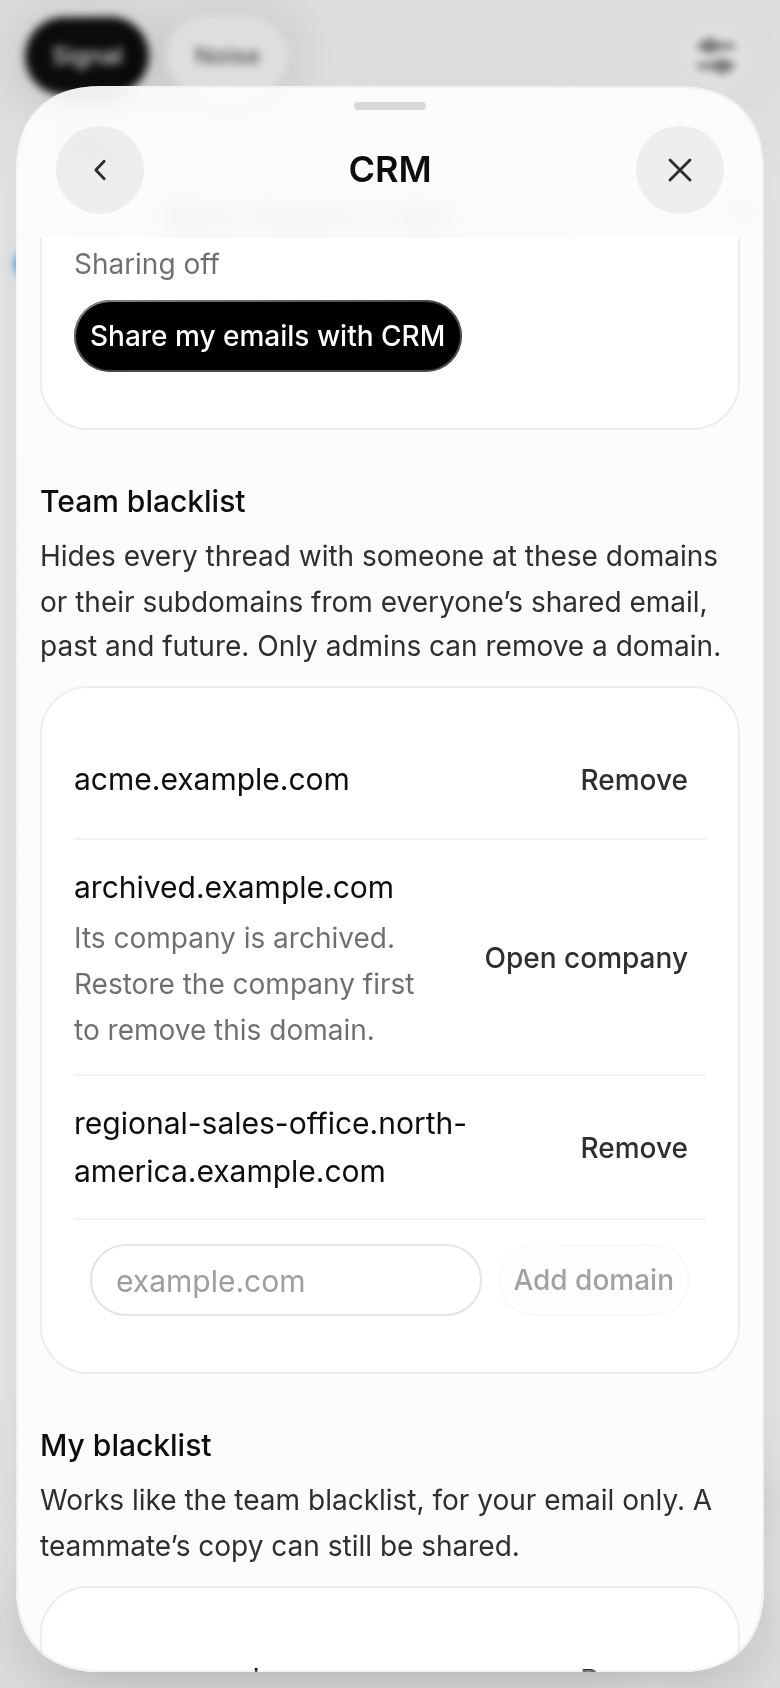 Signal
Noise
CRM
Sharing off
Share my emails with CRM
Team blacklist
Hides every thread with someone at these domains
or their subdomains from everyone’s shared email,
past and future. Only admins can remove a domain.
acme.example.com
Remove
archived.example.com
Its company is archived.
Restore the company first
to remove this domain.
Open company
regional-sales-office.north-
america.example.com
Remove
example.com
Add domain
My blacklist
Works like the team blacklist, for your email only. A
teammate’s copy can still be shared.